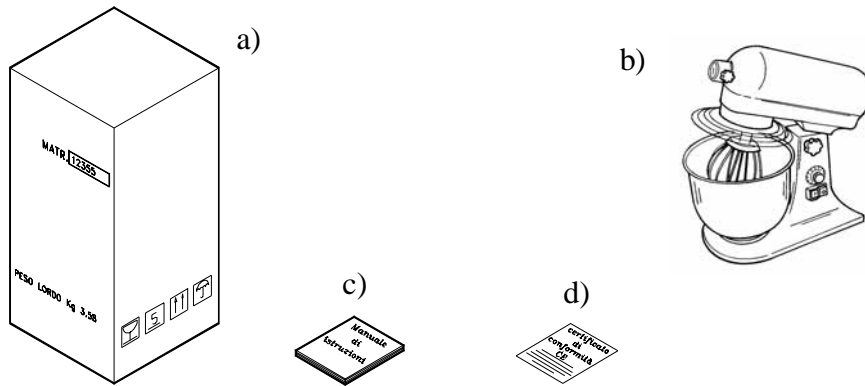 a)
b)
MATR. 12355
PESO LORDO Kg 3,58
5
c)
d)
Manuale
di
istruzioni
certificato
di
conformità
CE